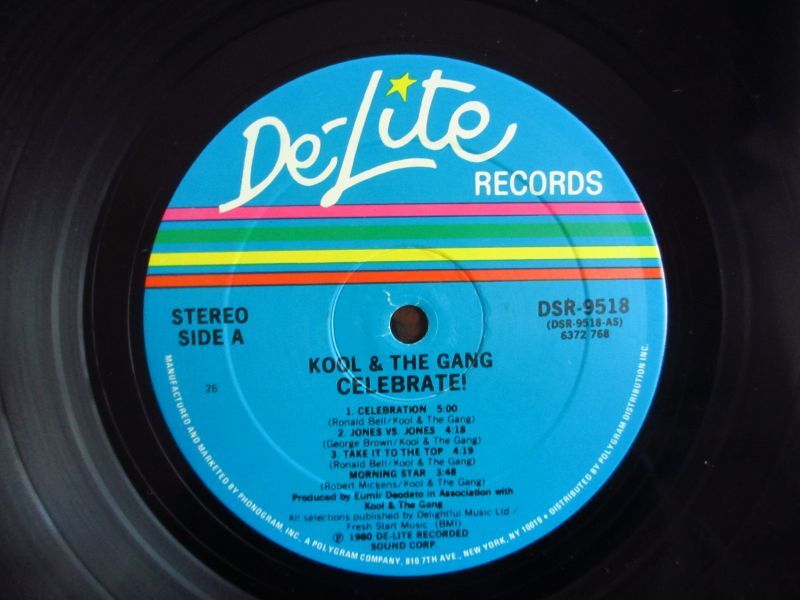 De-Lite
RECORDS
STEREO
SIDE A
DSR-9518
(DSR-9518-AS)
6372 768
26
KOOL & THE GANG
CELEBRATE!
1. CELEBRATION 5:00
(Ronald Bell/Kool & The Gang)
2. JONES VS. JONES 4:18
(George Brown/Kool & The Gang)
3. TAKE IT TO THE TOP 4:19
(Ronald Bell/Kool & The Gang)
MORNING STAR 3:48
(Robert Mickens/Kool & The Gang)
Produced by Eumir Deodato in Association with
Kool & The Gang
All selections published by Delightful Music Ltd/
Fresh Start Music (BMI)
℗ 1980 DE-LITE RECORDED
SOUND CORP.
MANUFACTURED AND MARKETED BY PHONOGRAM, INC. A POLYGRAM COMPANY, 810 7TH AVE., NEW YORK, NY 10019 • DISTRIBUTED BY POLYGRAM DISTRIBUTION INC.